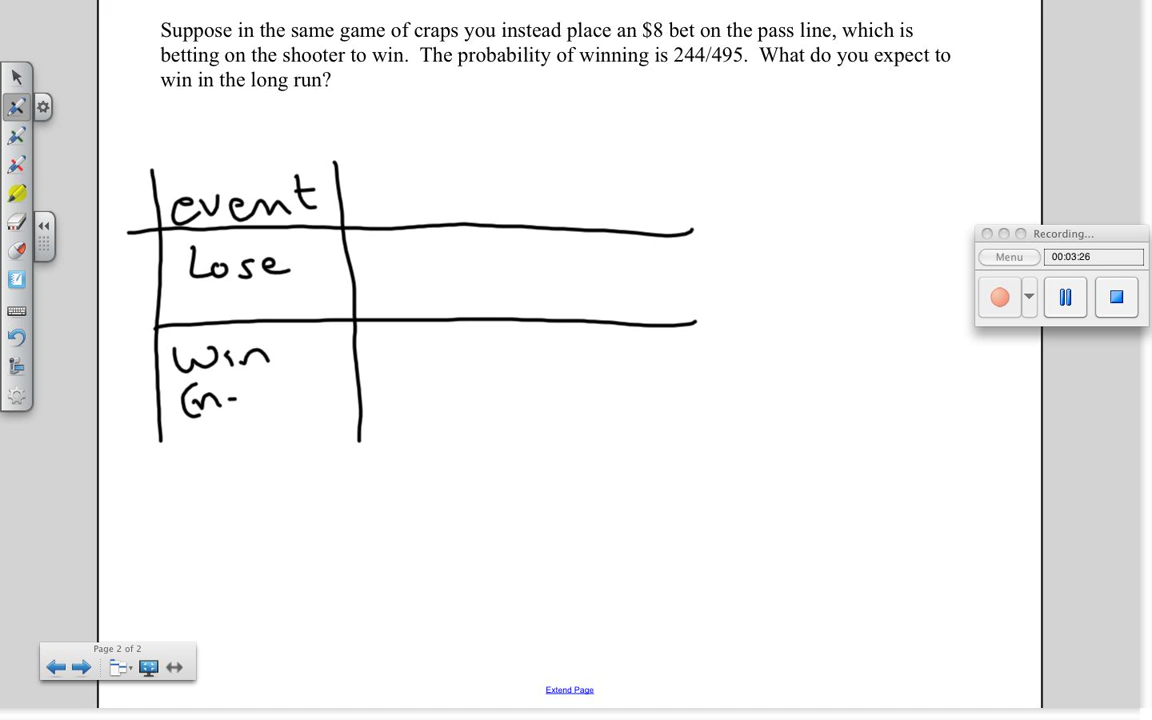 Suppose in the same game of craps you instead place an $8 bet on the pass line, which is
betting on the shooter to win.  The probability of winning is 244/495.  What do you expect to
win in the long run?
event
Lose
Win
(n-
Recording...
Menu
00:03:26
Page 2 of 2
Extend Page